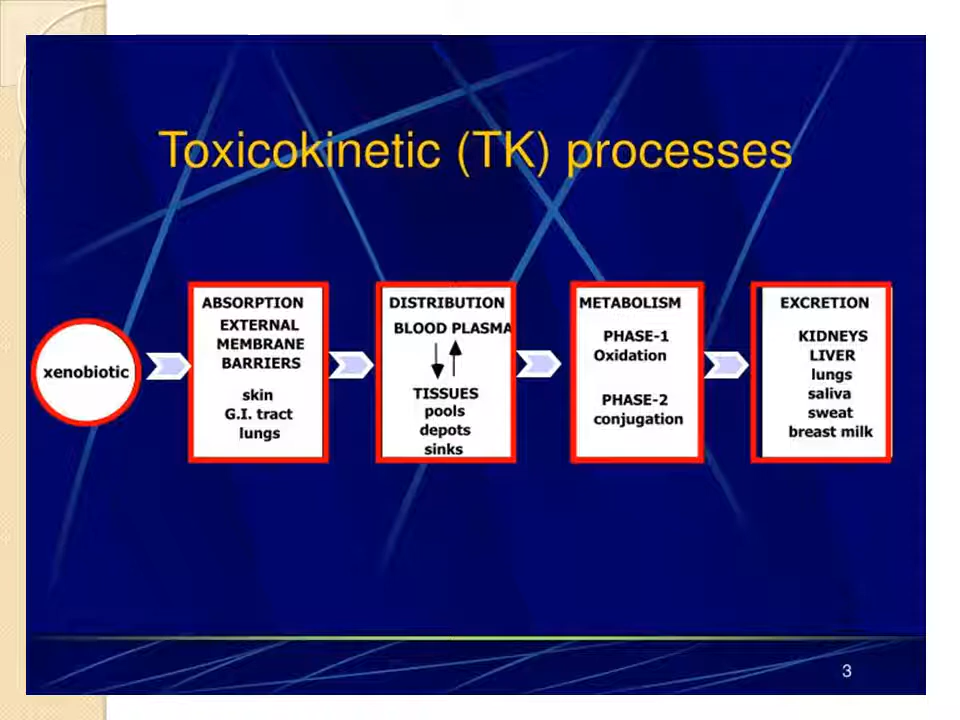 Toxicokinetic (TK) processes
xenobiotic
ABSORPTION
EXTERNAL
MEMBRANE
BARRIERS
skin
G.I. tract
lungs
DISTRIBUTION
BLOOD PLASMA
TISSUES
pools
depots
sinks
METABOLISM
PHASE-1
Oxidation
PHASE-2
conjugation
EXCRETION
KIDNEYS
LIVER
lungs
saliva
sweat
breast milk
3